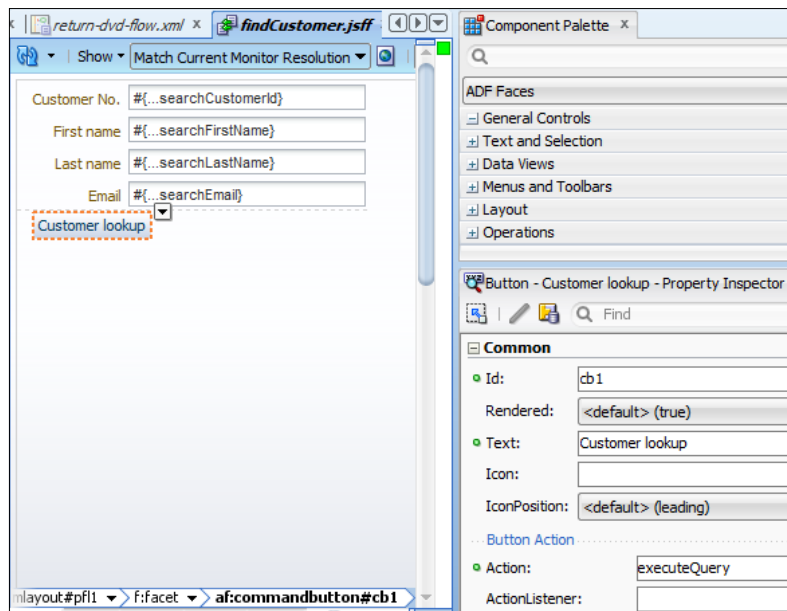 return-dvd-flow.xml x
findCustomer.jsff
Show
Match Current Monitor Resolution
Customer No. #{...searchCustomerId}
First name #{...searchFirstName}
Last name #{...searchLastName}
Email #{...searchEmail}
Customer lookup
mlayout#pfl1 f:facet af:commandbutton#cb1
Component Palette x
ADF Faces
General Controls
Text and Selection
Data Views
Menus and Toolbars
Layout
Operations
Button - Customer lookup - Property Inspector
Find
Common
Id: cb1
Rendered: <default> (true)
Text: Customer lookup
Icon:
IconPosition: <default> (leading)
Button Action
Action: executeQuery
ActionListener: